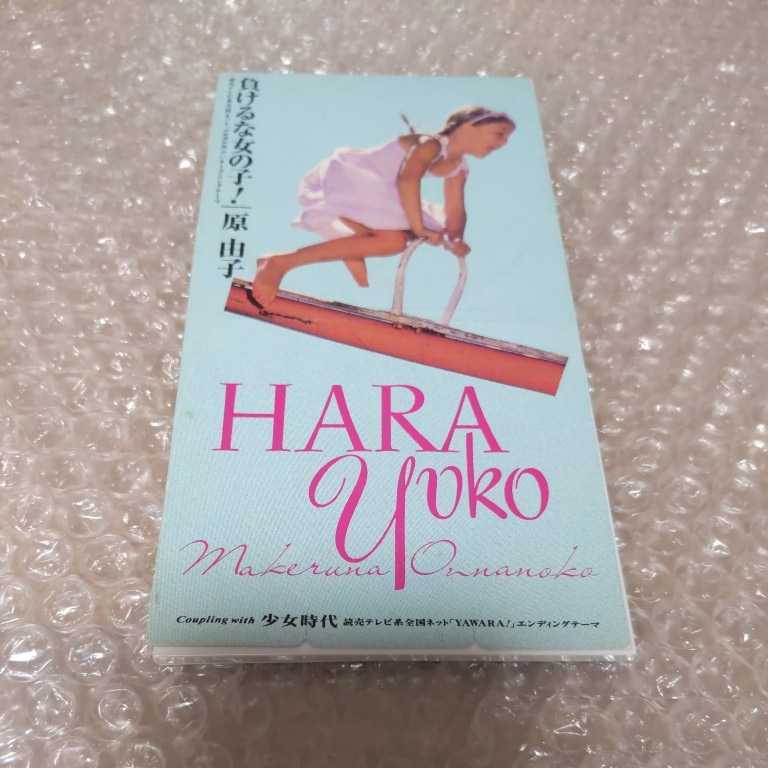 負けるな女の子!
原 由子
HARA
Yuko
Makeruna Onnanoko
Coupling with 少女時代 読売テレビ系全国ネット「YAWARA!」エンディングテーマ